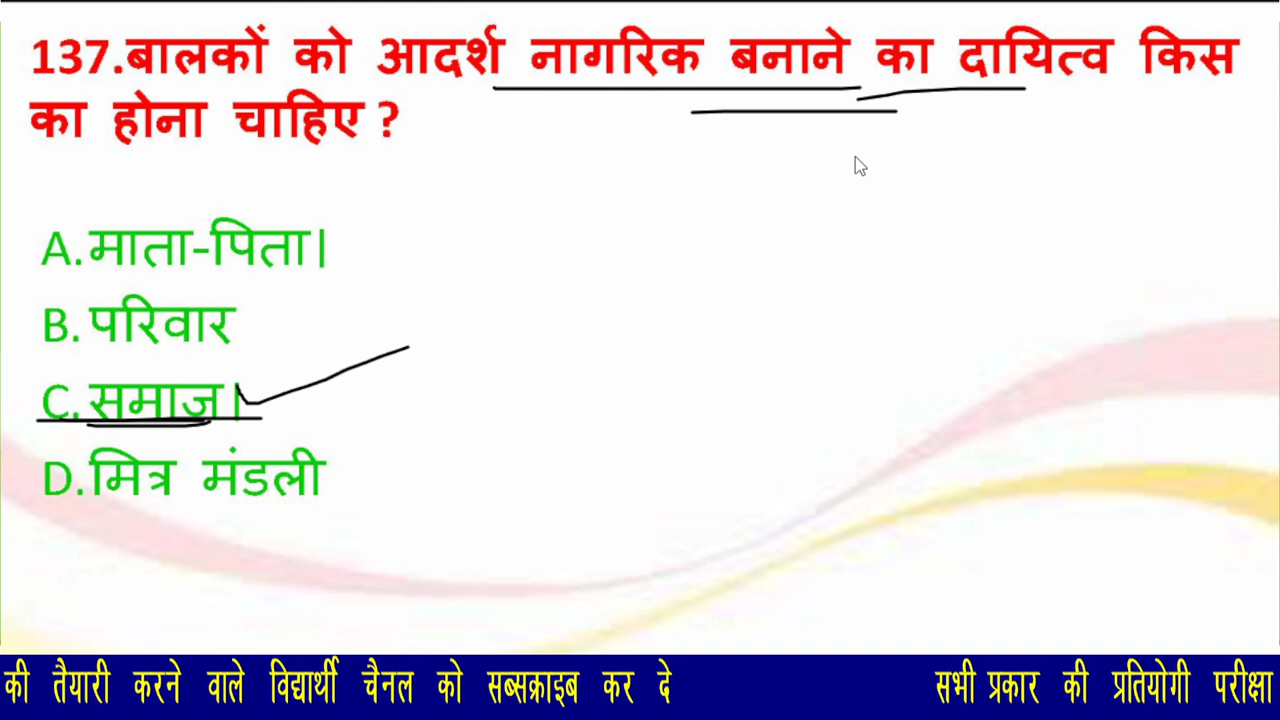 137.बालकों को आदर्श नागरिक बनाने का दायित्व किस
का होना चाहिए ?
A.माता-पिता।
B.परिवार
C.समाज।
D.मित्र मंडली
की तैयारी करने वाले विद्यार्थी चैनल को सब्सक्राइब कर दे सभी प्रकार की प्रतियोगी परीक्षा